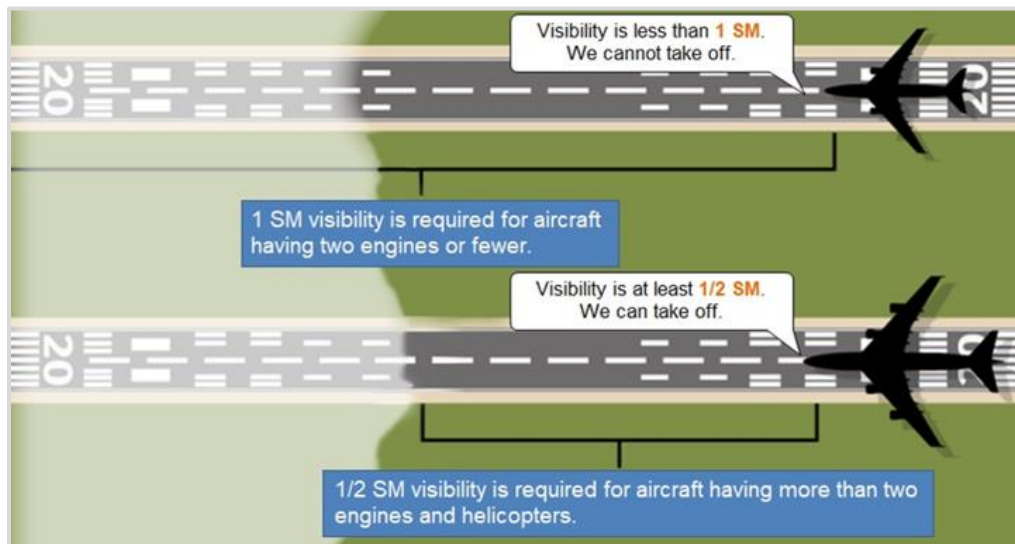 Visibility is less than 1 SM.
We cannot take off.
20
20
1 SM visibility is required for aircraft
having two engines or fewer.
Visibility is at least 1/2 SM.
We can take off.
20
20
1/2 SM visibility is required for aircraft having more than two
engines and helicopters.